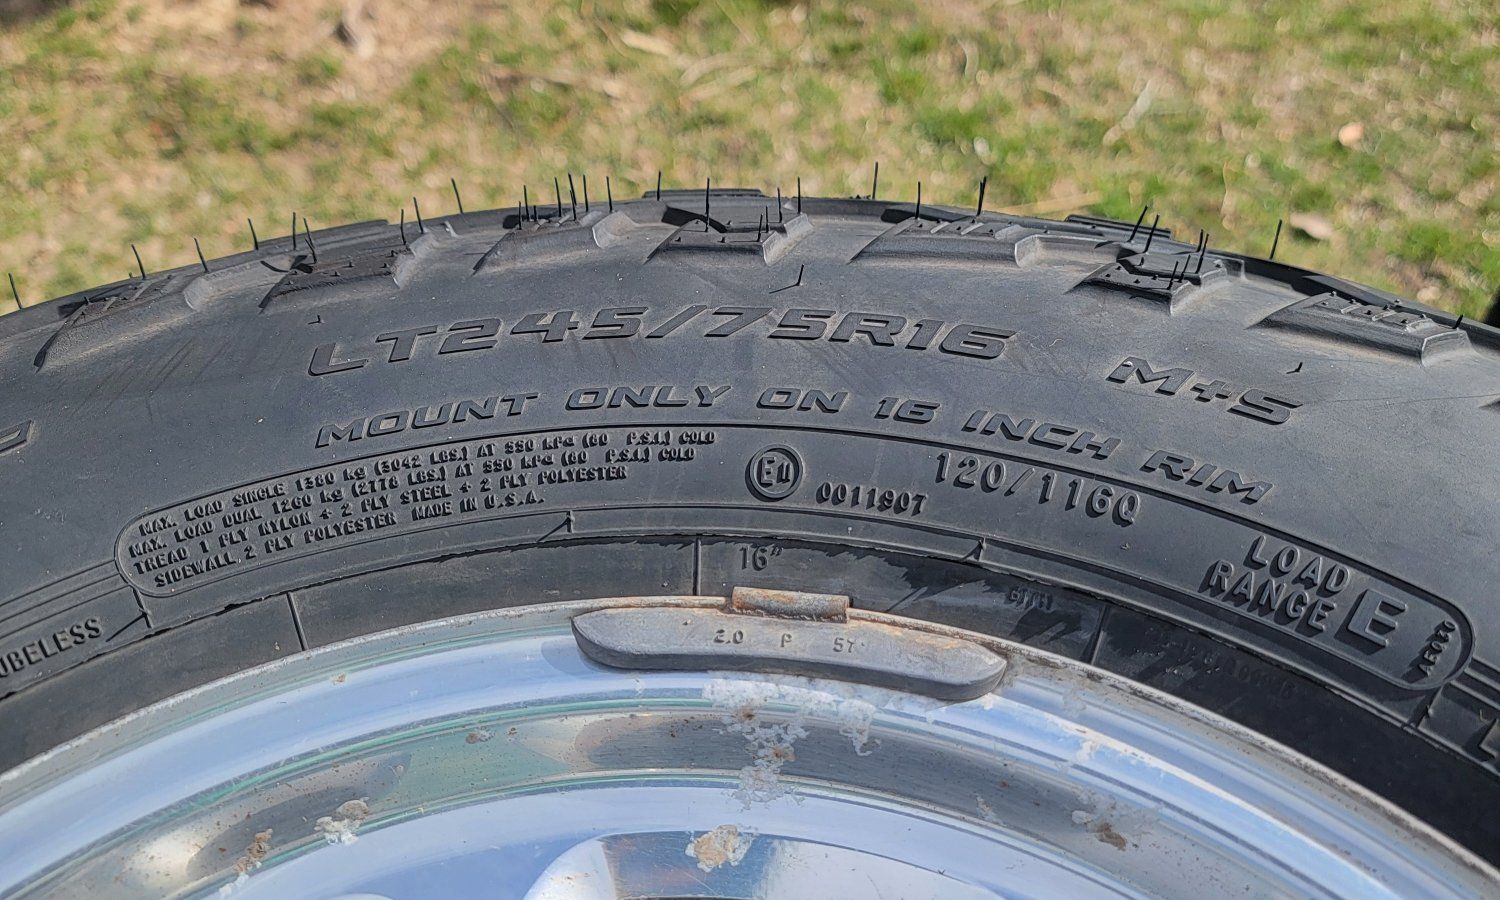 LT245/75R16
M+S
MOUNT ONLY ON 16 INCH RIM
MAX. LOAD SINGLE 1380 kg (3042 LBS.) AT 550 kPa (80 P.S.I.) COLD
MAX. LOAD DUAL 1260 kg (2778 LBS.) AT 550 kPa (80 P.S.I.) COLD
TREAD 1 PLY NYLON + 2 PLY STEEL + 2 PLY POLYESTER
SIDEWALL 2 PLY POLYESTER MADE IN U.S.A.
E11
0011907
120/116Q
LOAD
RANGE E
16"
UBELESS
2.0 P 57